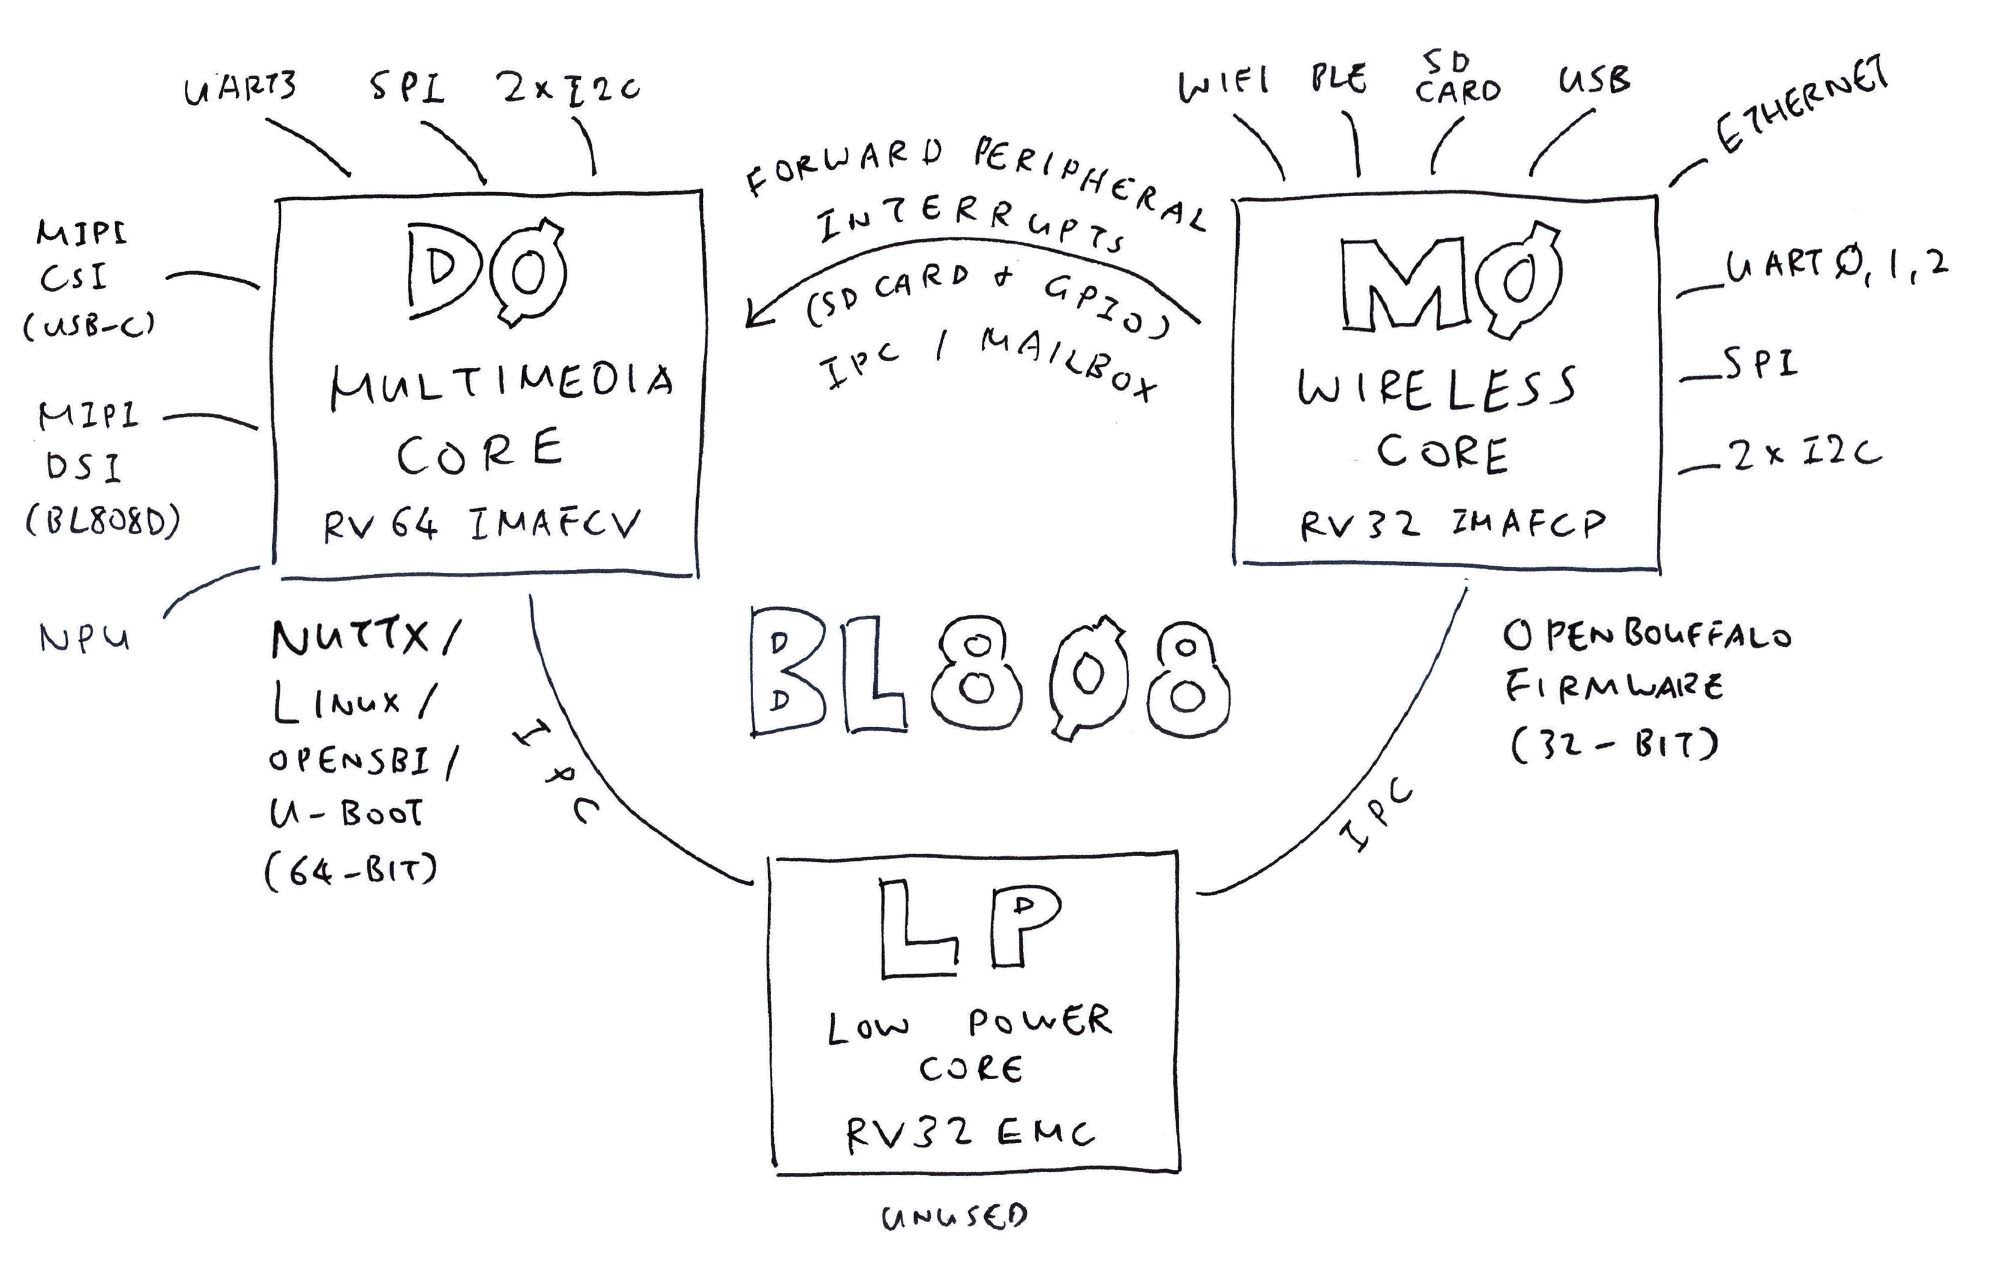 UART3
SPI
2xI2C
MIPI
CSI
(USB-C)
MIPI
DSI
(BL808D)
NPU
DØ
MULTIMEDIA
CORE
RV64 IMAFCV
NUTTX/
LINUX/
OPENSBI/
U-BOOT
(64-BIT)
FORWARD PERIPHERAL
INTERRUPTS
(SD CARD + GPIO)
IPC / MAILBOX
WIFI
BLE
SD
CARD
USB
ETHERNET
MØ
WIRELESS
CORE
RV32 IMAFCP
UART Ø,1,2
SPI
2x I2C
OPENBOUFFALO
FIRMWARE
(32-BIT)
BL8Ø8
IPC
IPC
LP
LOW POWER
CORE
RV32 EMC
UNUSED